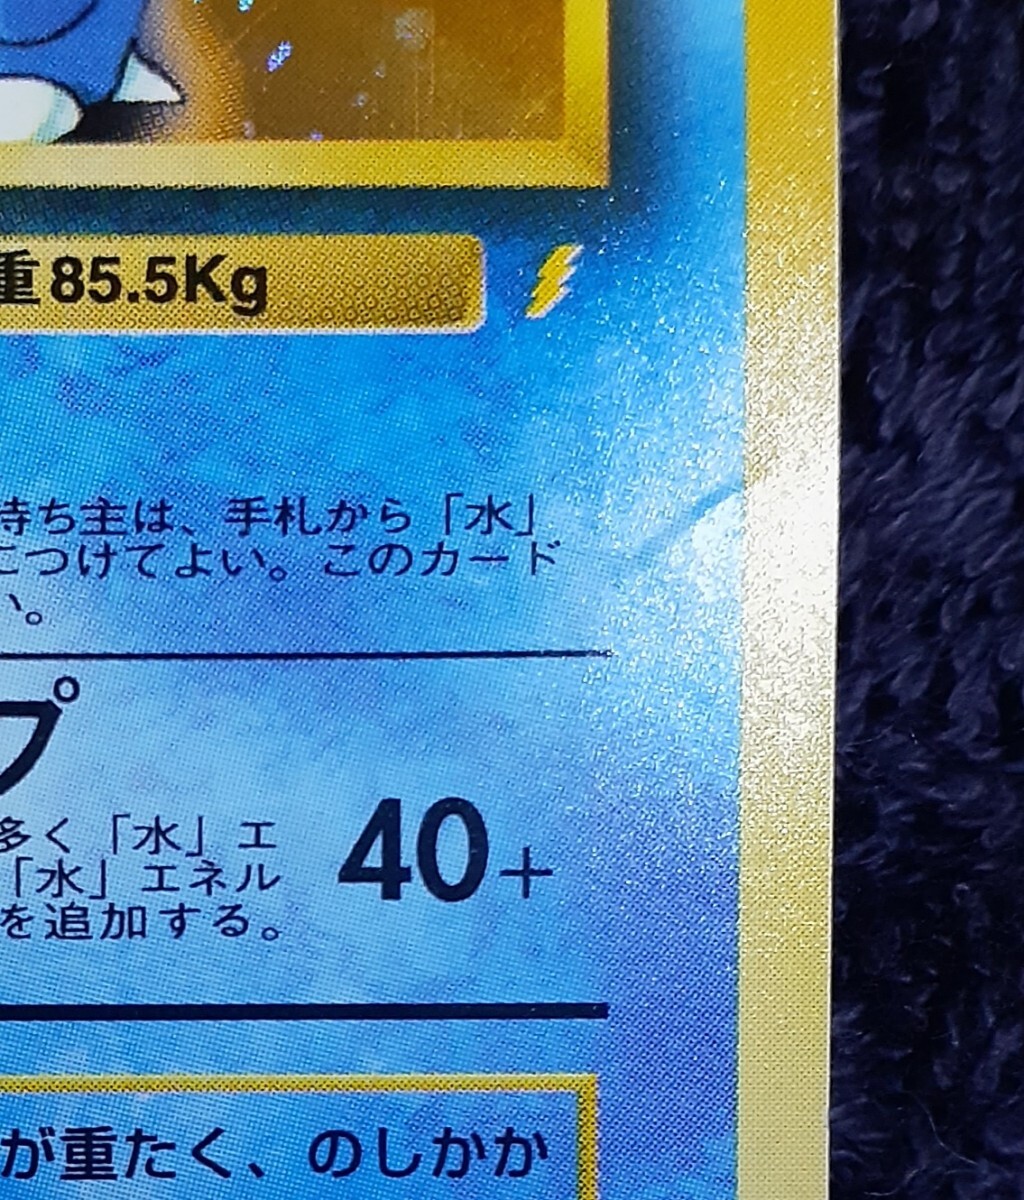 重85.5Kg
持ち主は、手札から「水」
につけてよい。このカード
い。
プ
多く「水」エ
「水」エネル
を追加する。
40+
が重たく、のしかか